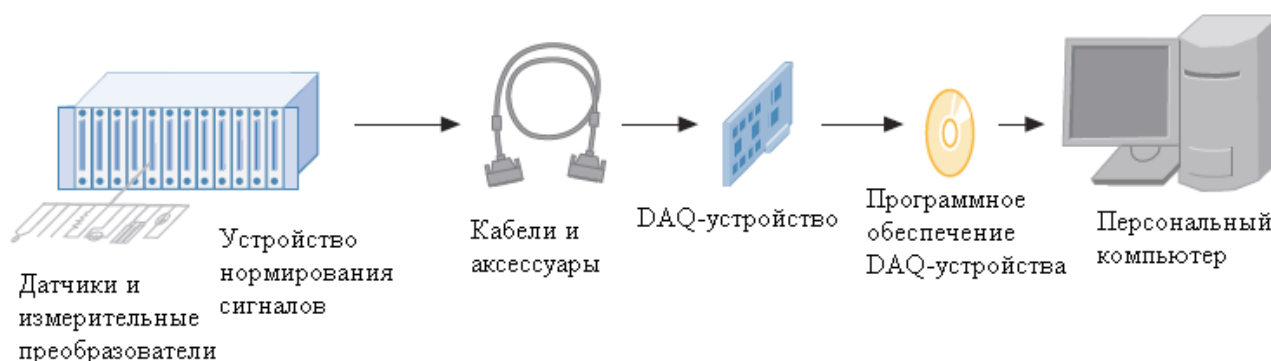 Датчики и
измерительные
преобразователи
Устройство
нормирования
сигналов
Кабели и
аксессуары
DAQ-устройство
Программное
обеспечение
DAQ-устройства
Персональный
компьютер